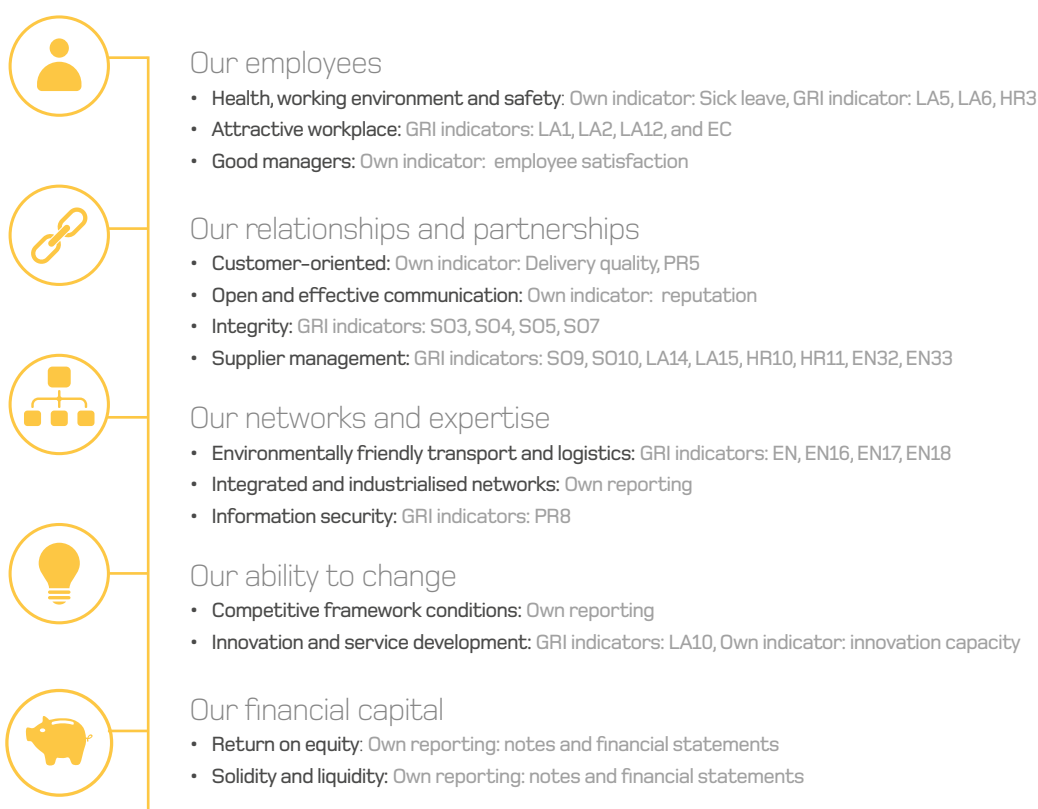 Our employees
• Health, working environment and safety: Own indicator: Sick leave, GRI indicator: LA5, LA6, HR3
• Attractive workplace: GRI indicators: LA1, LA2, LA12, and EC
• Good managers: Own indicator: employee satisfaction
Our relationships and partnerships
• Customer-oriented: Own indicator: Delivery quality, PR5
• Open and effective communication: Own indicator: reputation
• Integrity: GRI indicators: SO3, SO4, SO5, SO7
• Supplier management: GRI indicators: SO9, SO10, LA14, LA15, HR10, HR11, EN32, EN33
Our networks and expertise
• Environmentally friendly transport and logistics: GRI indicators: EN, EN16, EN17, EN18
• Integrated and industrialised networks: Own reporting
• Information security: GRI indicators: PR8
Our ability to change
• Competitive framework conditions: Own reporting
• Innovation and service development: GRI indicators: LA10, Own indicator: innovation capacity
Our financial capital
• Return on equity: Own reporting: notes and financial statements
• Solidity and liquidity: Own reporting: notes and financial statements